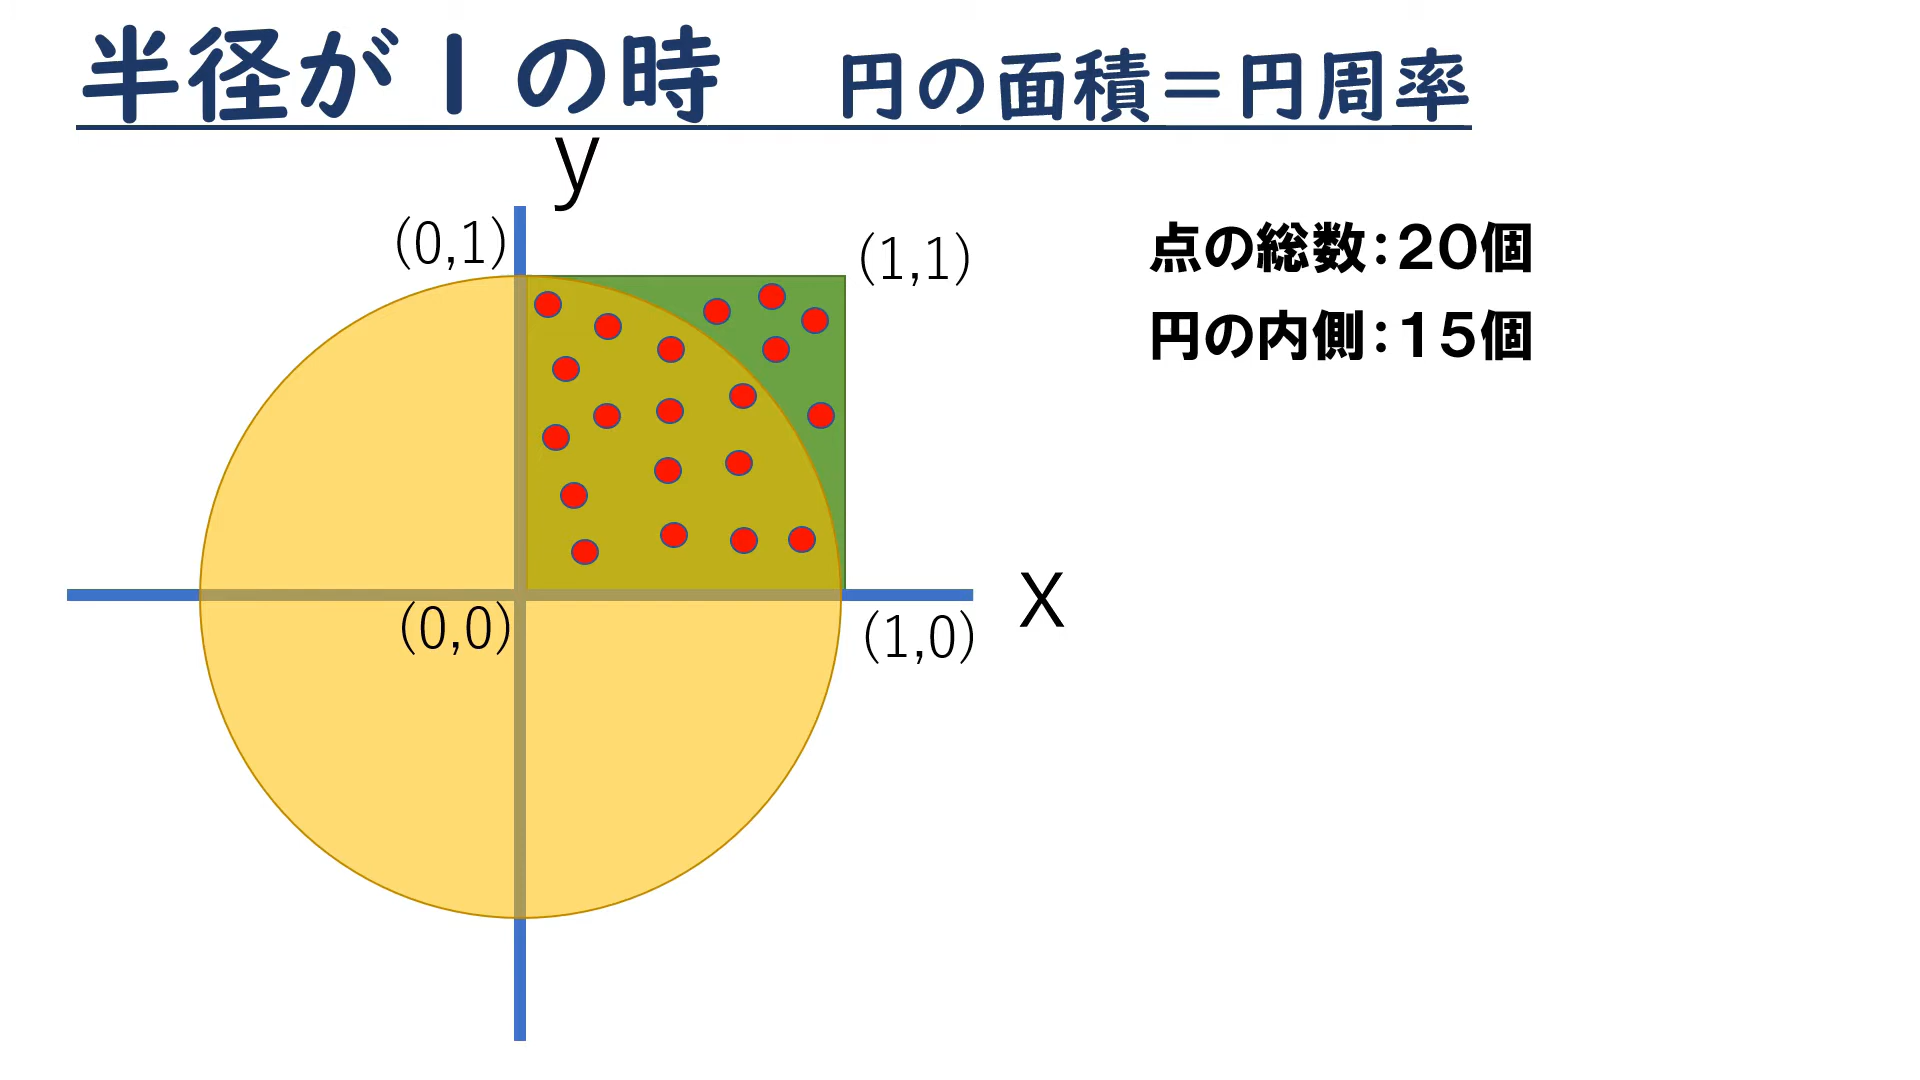 半径が1の時 円の面積=円周率
y
(0,1)
(1,1)
点の総数:20個
円の内側:15個
x
(0,0)
(1,0)